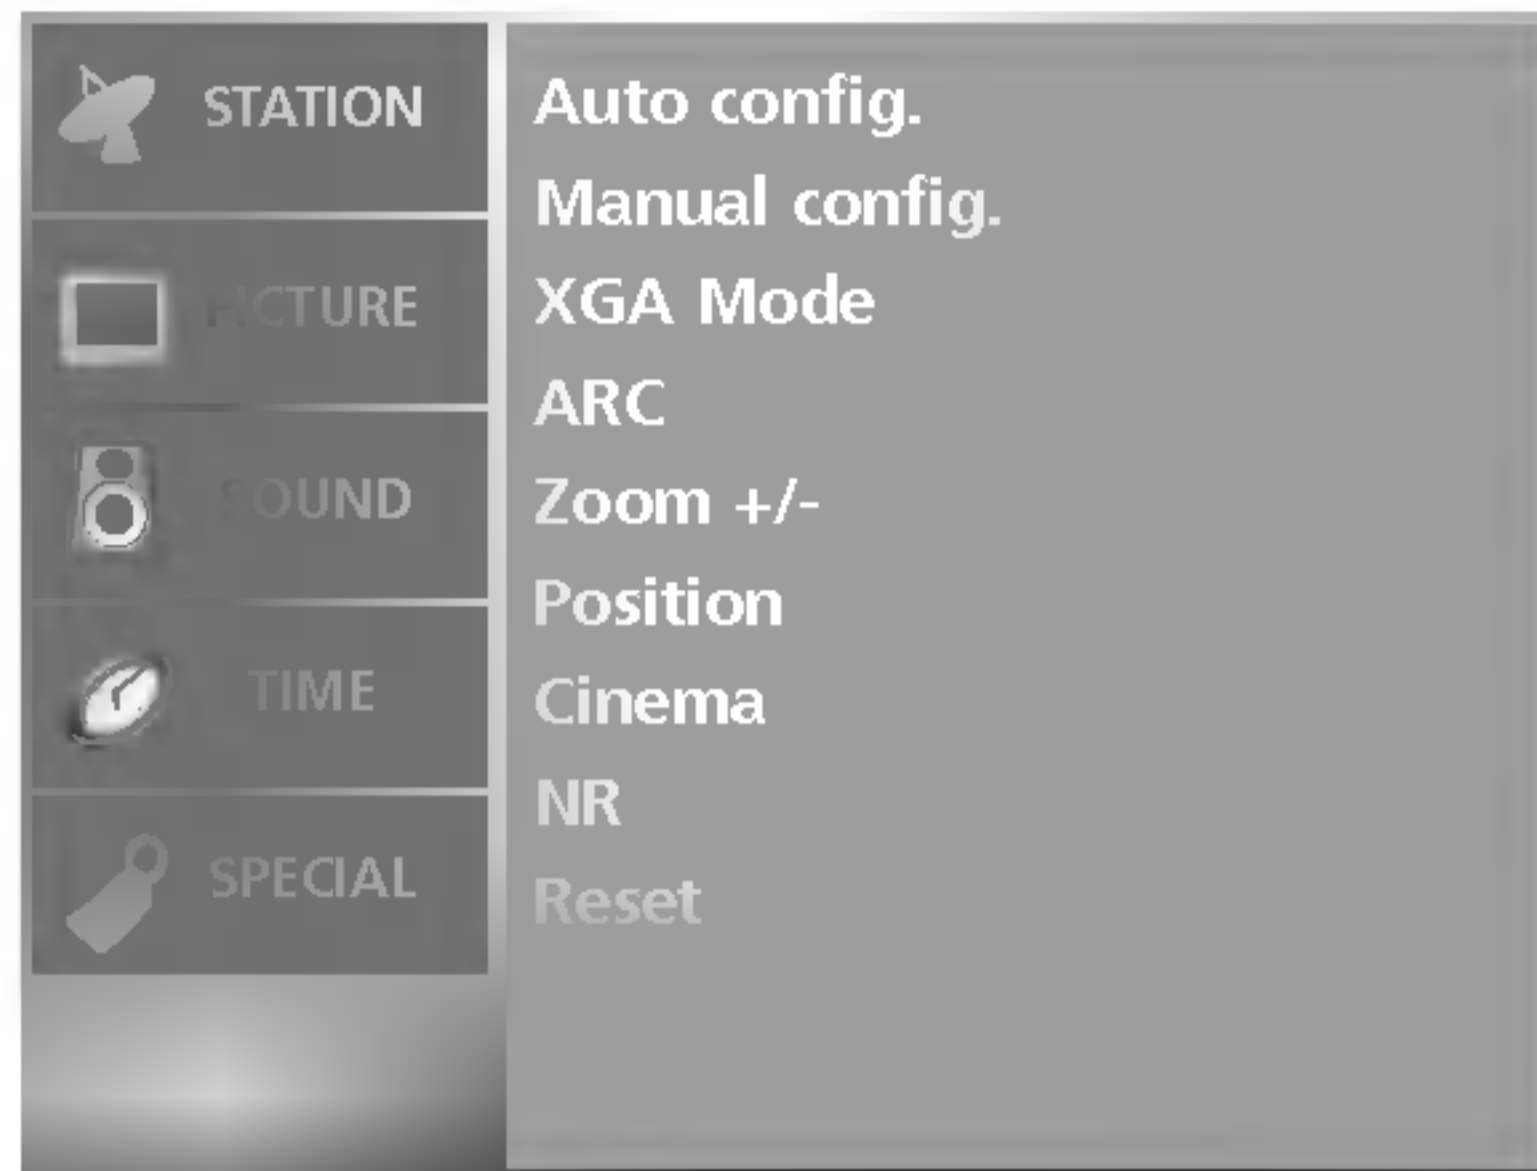 STATION
PICTURE
SOUND
TIME
SPECIAL
Auto config.
Manual config.
XGA Mode
ARC
Zoom +/-
Position
Cinema
NR
Reset